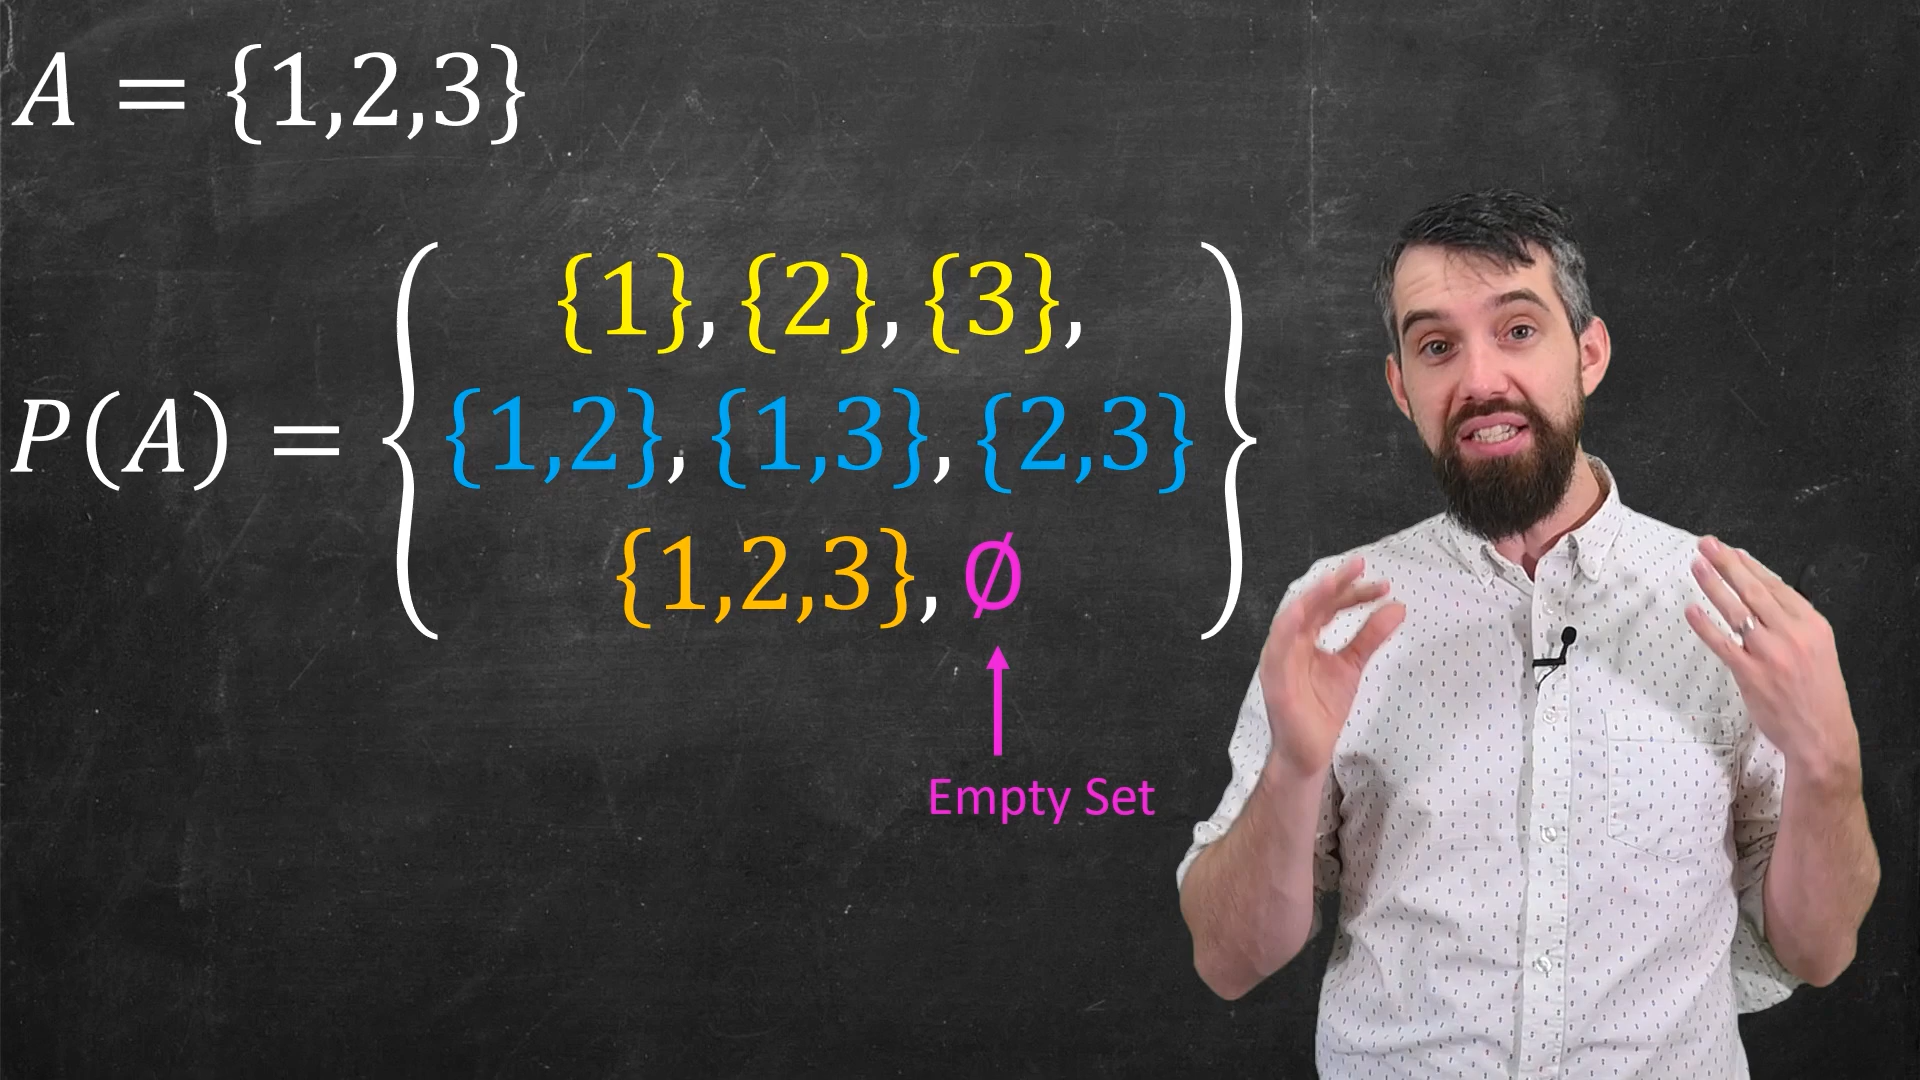 A = {1,2,3}
P(A) = { {1}, {2}, {3},
{1,2}, {1,3}, {2,3}
{1,2,3}, ∅ }
Empty Set